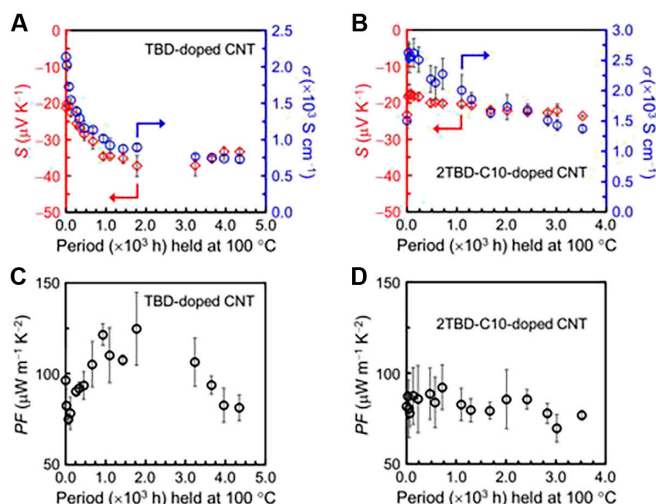 A
TBD-doped CNT
S (μV K⁻¹)
0
−10
−20
−30
−40
−50
2.5
2.0
1.5
1.0
0.5
0.0
σ (×10³ S cm⁻¹)
0.0 1.0 2.0 3.0 4.0 5.0
Period (×10³ h) held at 100 °C
B
S (μV K⁻¹)
0
−10
−20
−30
−40
−50
3.0
2.5
2.0
1.5
1.0
0.5
0.0
σ (×10³ S cm⁻¹)
2TBD-C10-doped CNT
0.0 1.0 2.0 3.0 4.0
Period (×10³ h) held at 100 °C
C
TBD-doped CNT
PF (μW m⁻¹ K⁻²)
150
100
50
0.0 1.0 2.0 3.0 4.0 5.0
Period (×10³ h) held at 100 °C
D
2TBD-C10-doped CNT
PF (μW m⁻¹ K⁻²)
150
100
50
0.0 1.0 2.0 3.0 4.0
Period (×10³ h) held at 100 °C